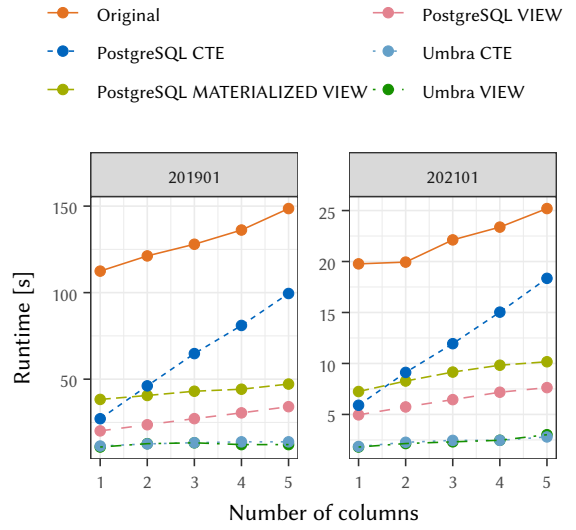 Original
PostgreSQL VIEW
PostgreSQL CTE
Umbra CTE
PostgreSQL MATERIALIZED VIEW
Umbra VIEW
201901
202101
150
100
50
25
20
15
10
5
Runtime [s]
1 2 3 4 5
1 2 3 4 5
Number of columns